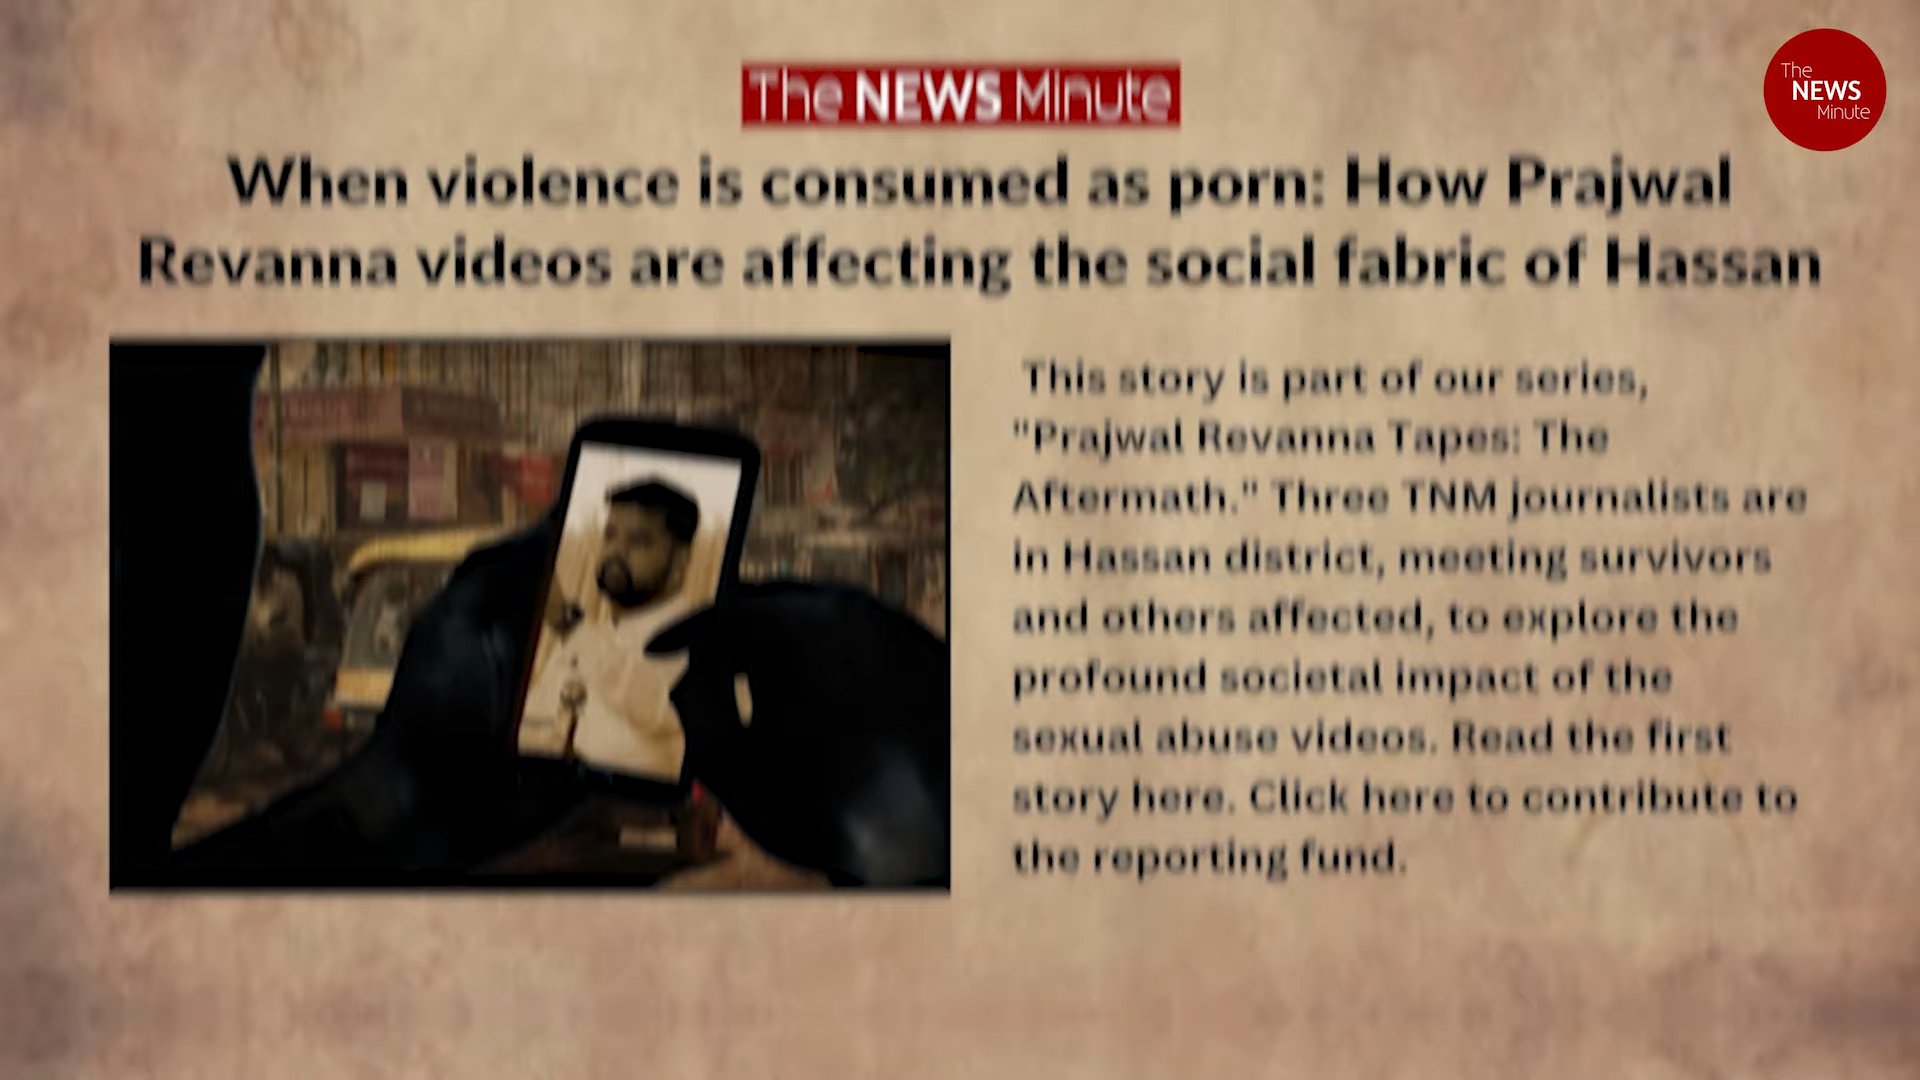 The NEWS Minute
The
NEWS
Minute
When violence is consumed as porn: How Prajwal
Revanna videos are affecting the social fabric of Hassan
This story is part of our series,
"Prajwal Revanna Tapes: The
Aftermath." Three TNM journalists are
in Hassan district, meeting survivors
and others affected, to explore the
profound societal impact of the
sexual abuse videos. Read the first
story here. Click here to contribute to
the reporting fund.